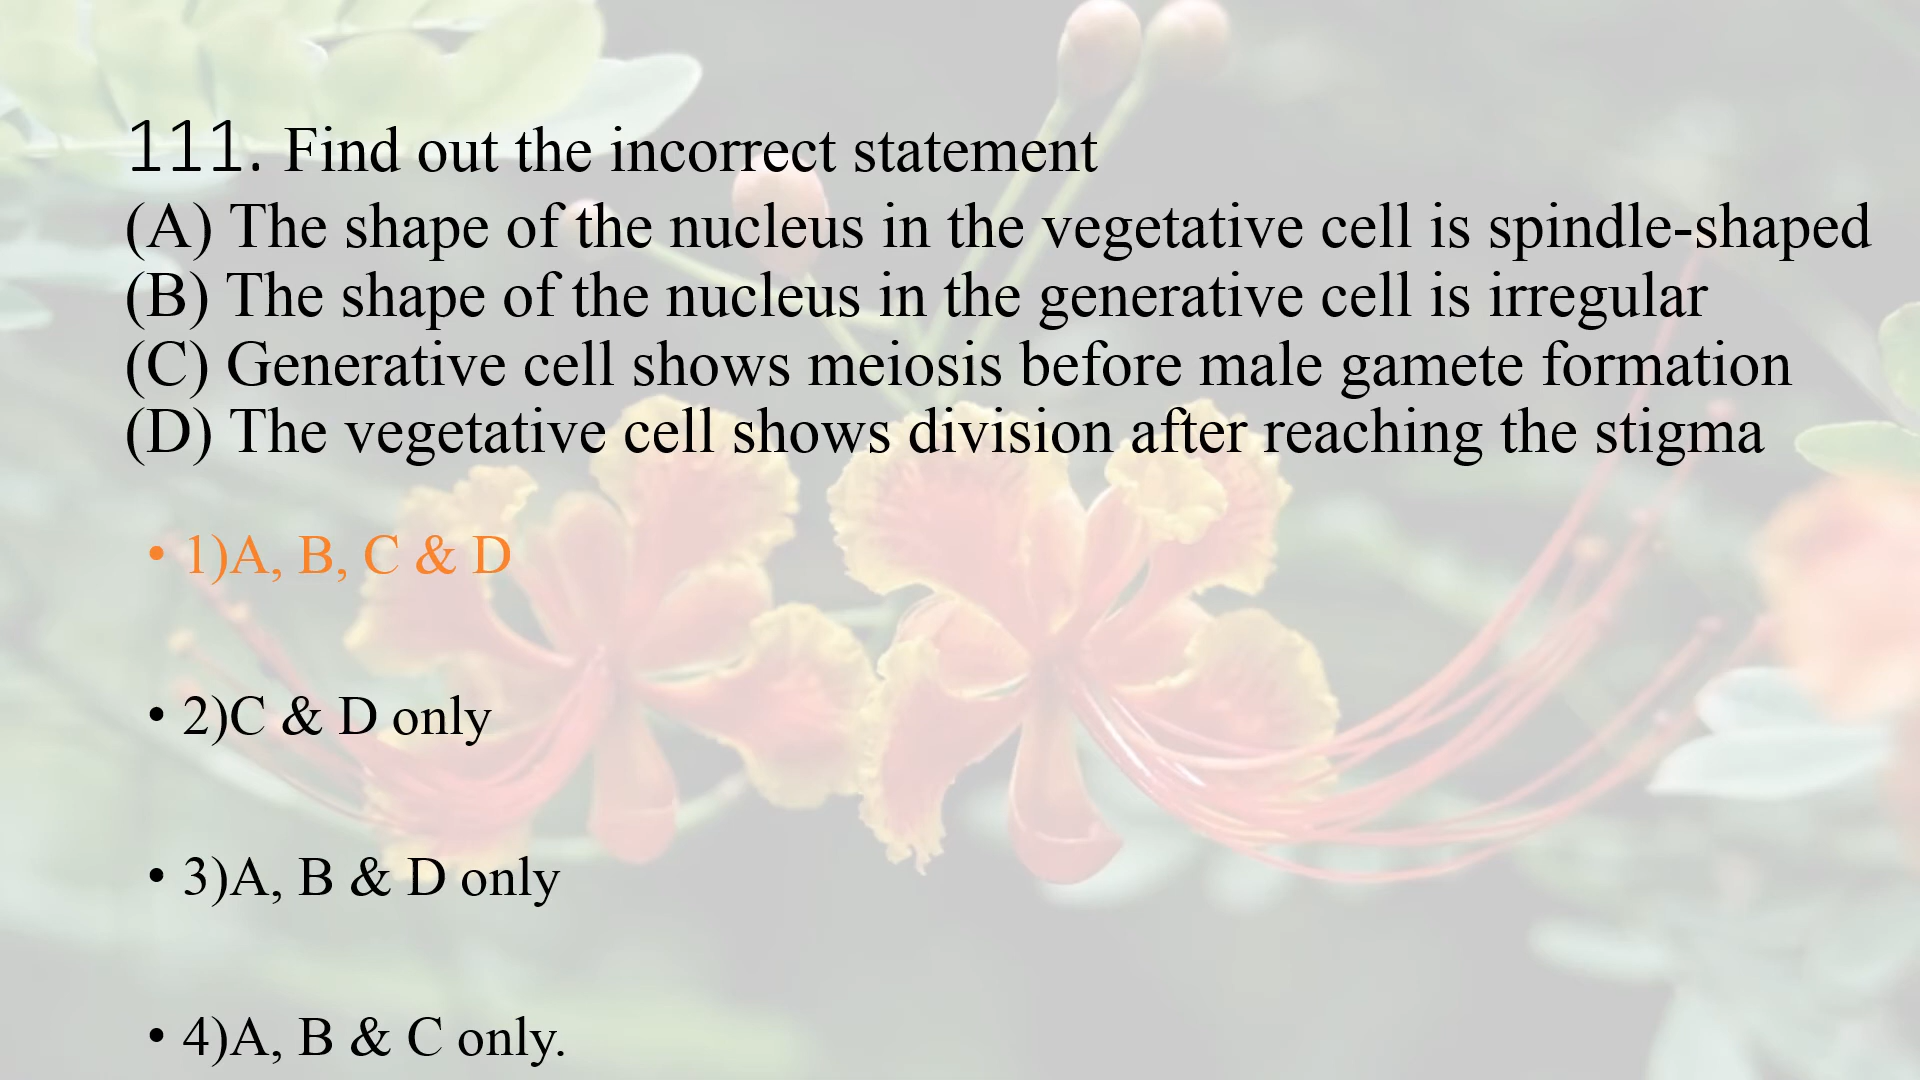 111. Find out the incorrect statement
(A) The shape of the nucleus in the vegetative cell is spindle-shaped
(B) The shape of the nucleus in the generative cell is irregular
(C) Generative cell shows meiosis before male gamete formation
(D) The vegetative cell shows division after reaching the stigma
• 1)A, B, C & D
• 2)C & D only
• 3)A, B & D only
• 4)A, B & C only.